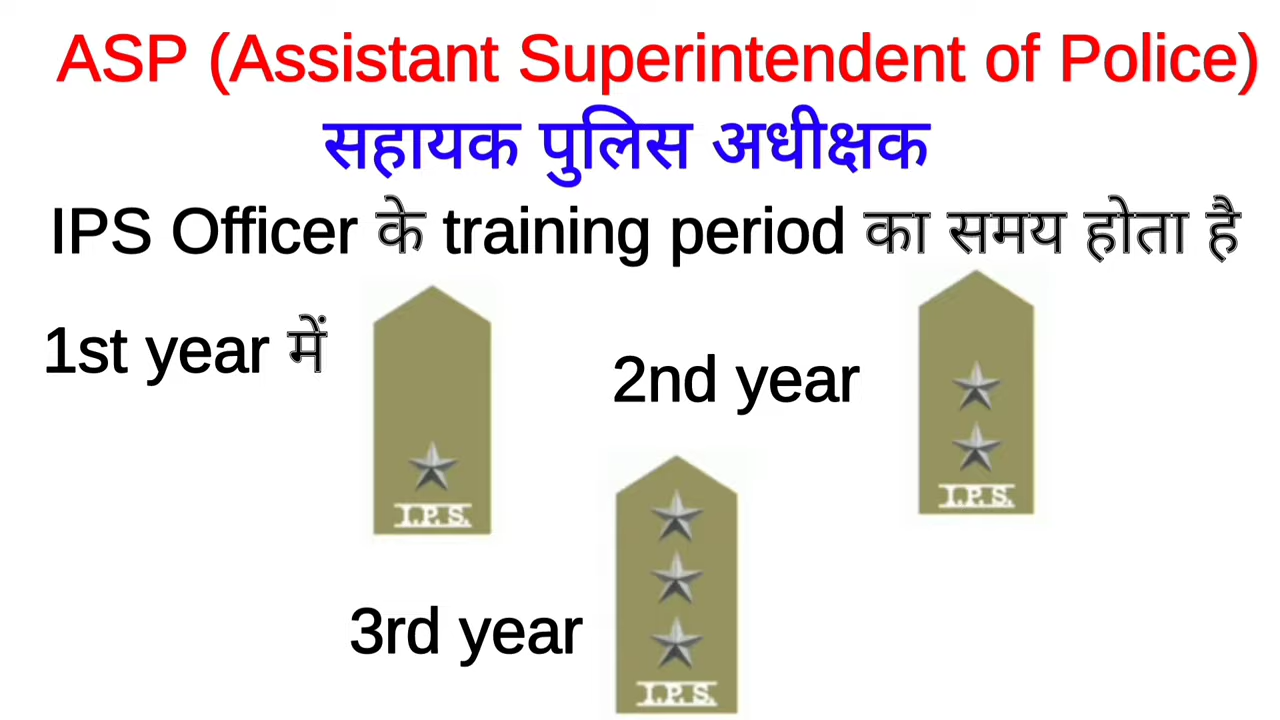 ASP (Assistant Superintendent of Police)
सहायक पुलिस अधीक्षक
IPS Officer के training period का समय होता है
1st year में
I.P.S.
2nd year
I.P.S.
3rd year
I.P.S.